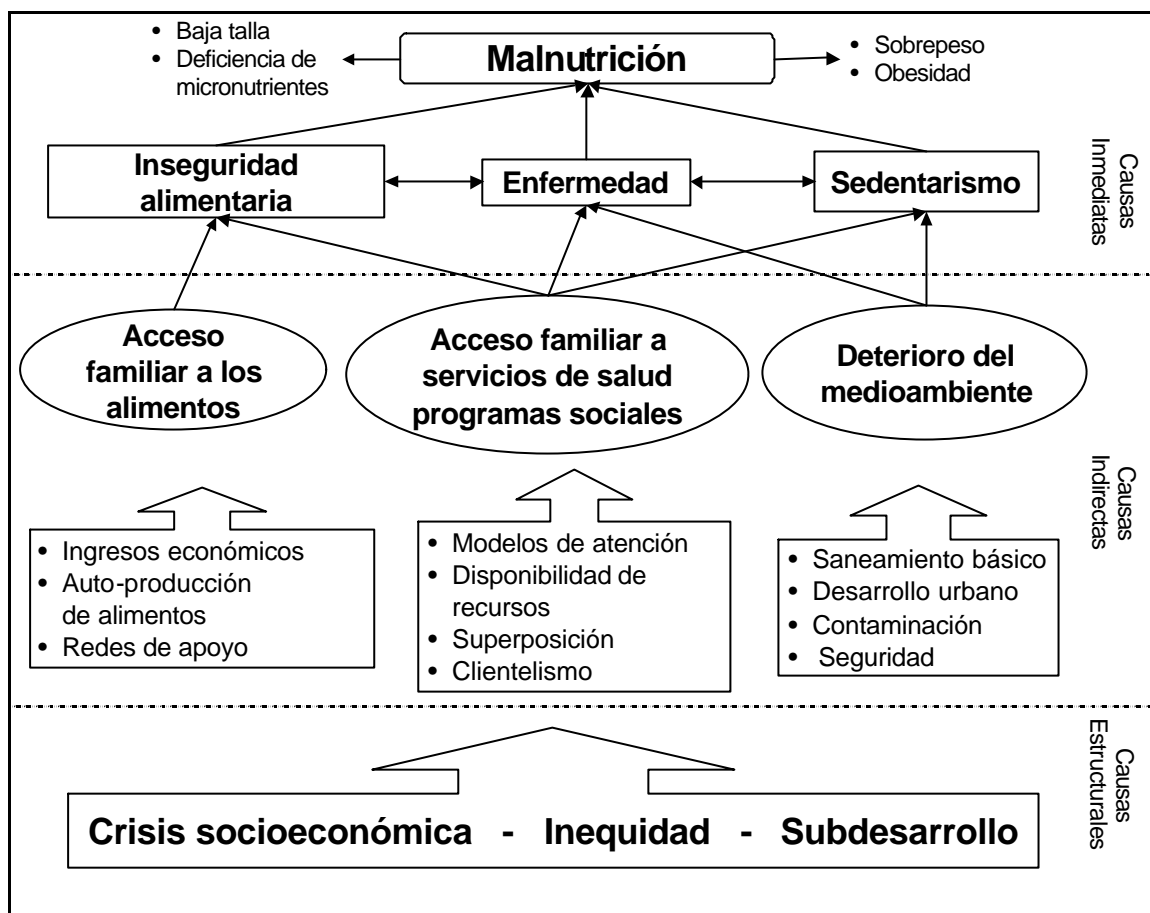 • Baja talla
• Deficiencia de
micronutrientes
Malnutrición
• Sobrepeso
• Obesidad
Inseguridad
alimentaria
Enfermedad
Sedentarismo
Causas
Inmediatas
Acceso
familiar a los
alimentos
Acceso familiar a
servicios de salud
programas sociales
Deterioro del
medioambiente
Causas
Indirectas
• Ingresos económicos
• Auto-producción
de alimentos
• Redes de apoyo
• Modelos de atención
• Disponibilidad de
recursos
• Superposición
• Clientelismo
• Saneamiento básico
• Desarrollo urbano
• Contaminación
• Seguridad
Causas
Estructurales
Crisis socioeconómica - Inequidad - Subdesarrollo